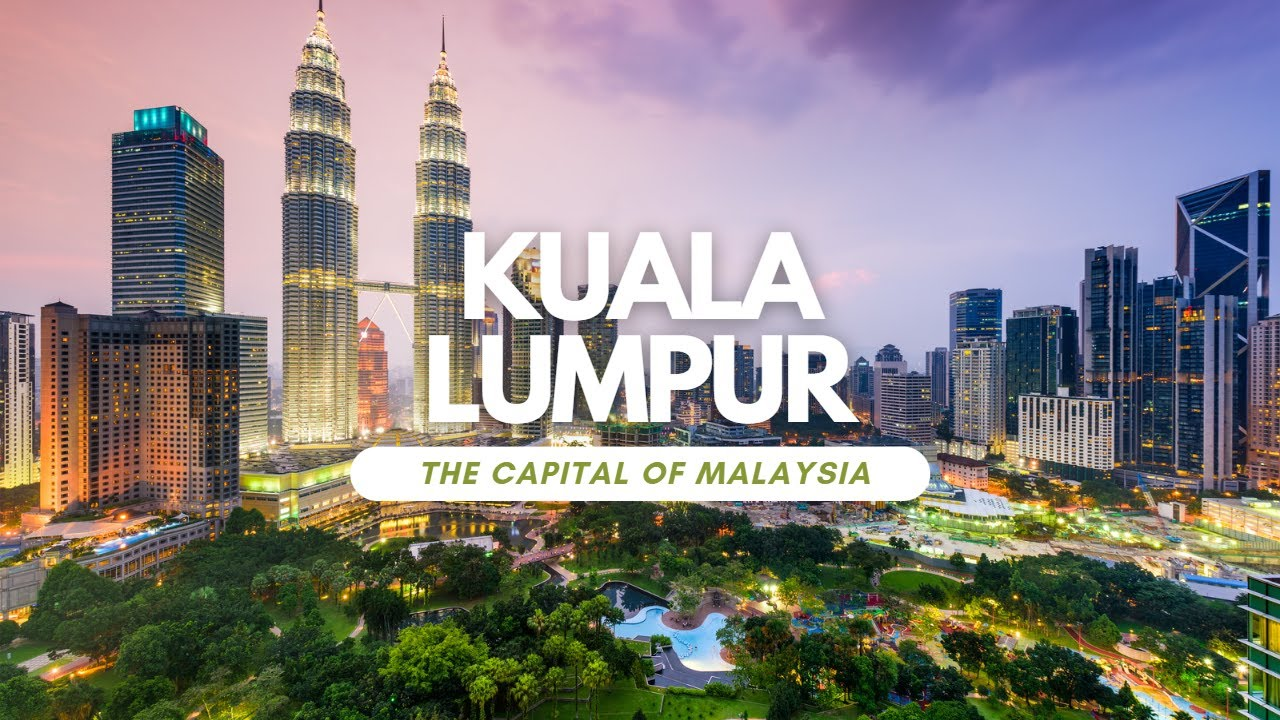 KUALA
LUMPUR
THE CAPITAL OF MALAYSIA